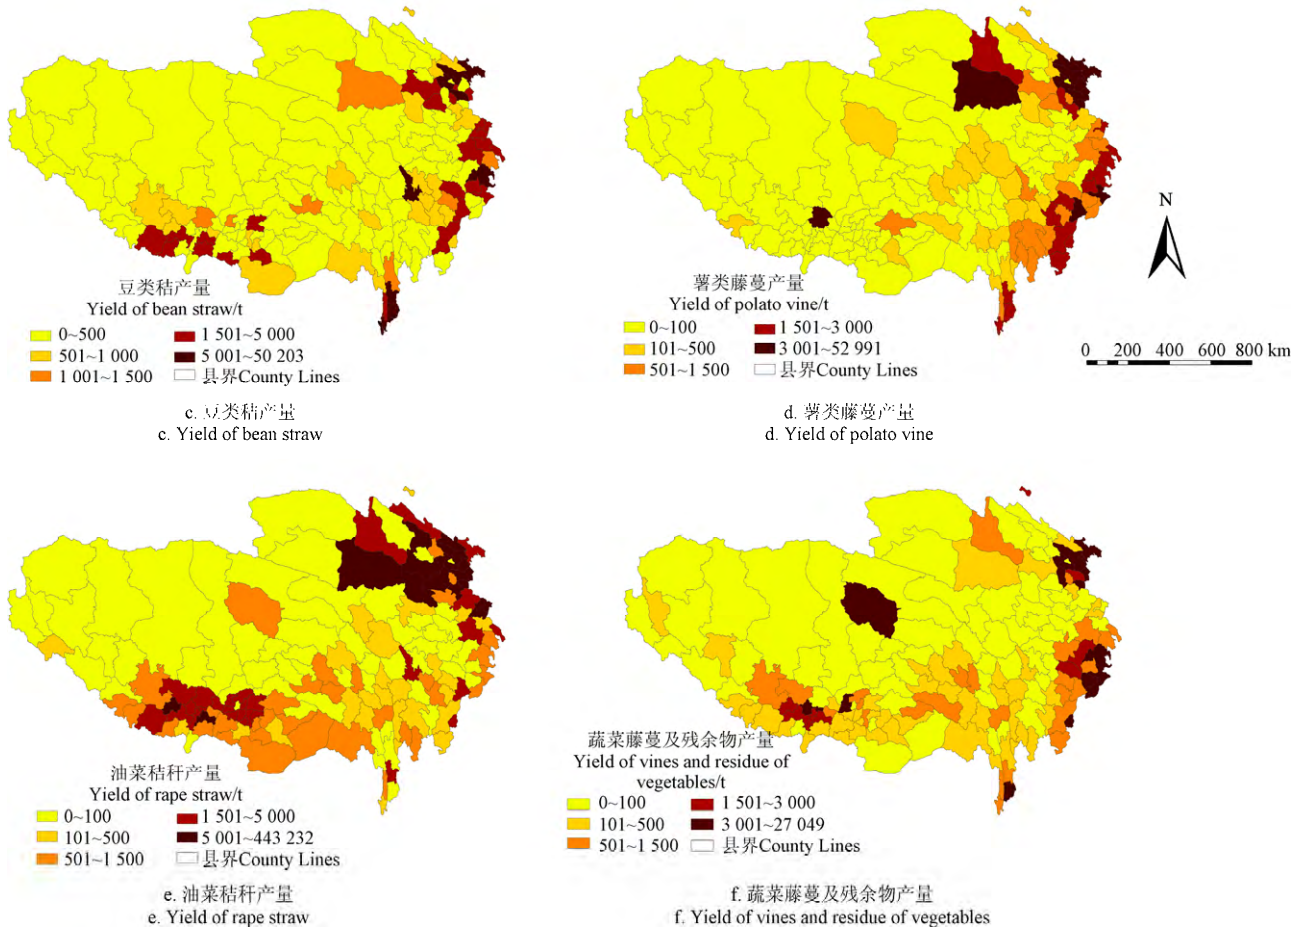 豆类秸产量
Yield of bean straw/t
0~500
1 501~5 000
501~1 000
5 001~50 203
1 001~1 500
县界County Lines
c. 豆类秸产量
c. Yield of bean straw
薯类藤蔓产量
Yield of polato vine/t
0~100
1 501~3 000
101~500
3 001~52 991
501~1 500
县界County Lines
d. 薯类藤蔓产量
d. Yield of polato vine
N
0 200 400 600 800 km
油菜秸秆产量
Yield of rape straw/t
0~100
1 501~5 000
101~500
5 001~443 232
501~1 500
县界County Lines
e. 油菜秸秆产量
e. Yield of rape straw
蔬菜藤蔓及残余物产量
Yield of vines and residue of
vegetables/t
0~100
1 501~3 000
101~500
3 001~27 049
501~1 500
县界County Lines
f. 蔬菜藤蔓及残余物产量
f. Yield of vines and residue of vegetables